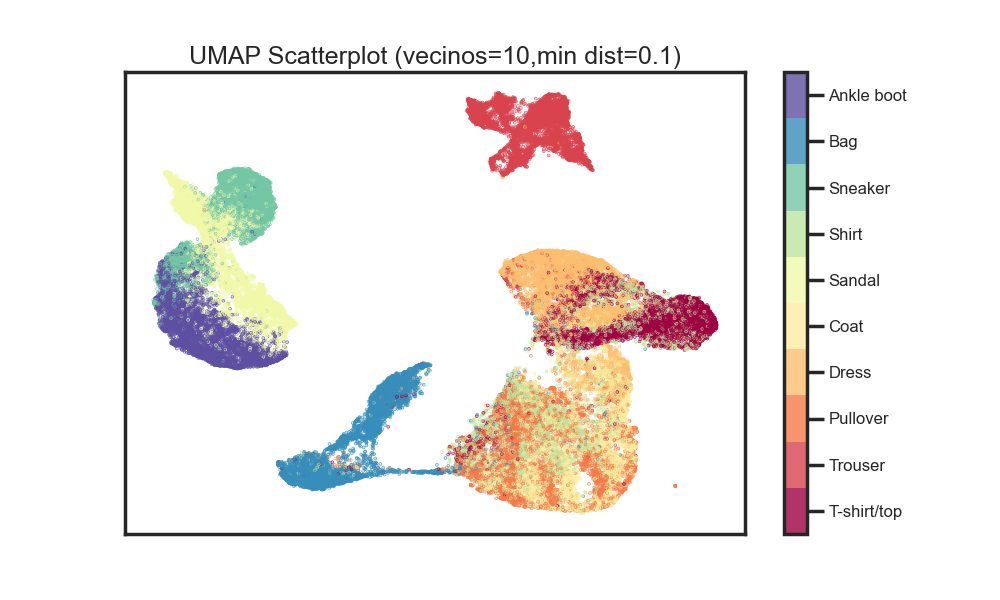 UMAP Scatterplot (vecinos=10,min dist=0.1)
Ankle boot
Bag
Sneaker
Shirt
Sandal
Coat
Dress
Pullover
Trouser
T-shirt/top